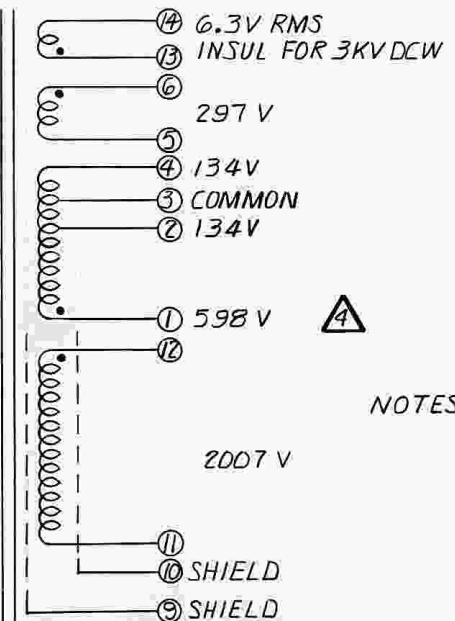 14 6.3V RMS
13 INSUL FOR 3KV DCW
6
297 V
5
4 134V
3 COMMON
2 134V
1 598 V 4
12
NOTES
2007 V
11
10 SHIELD
9 SHIELD